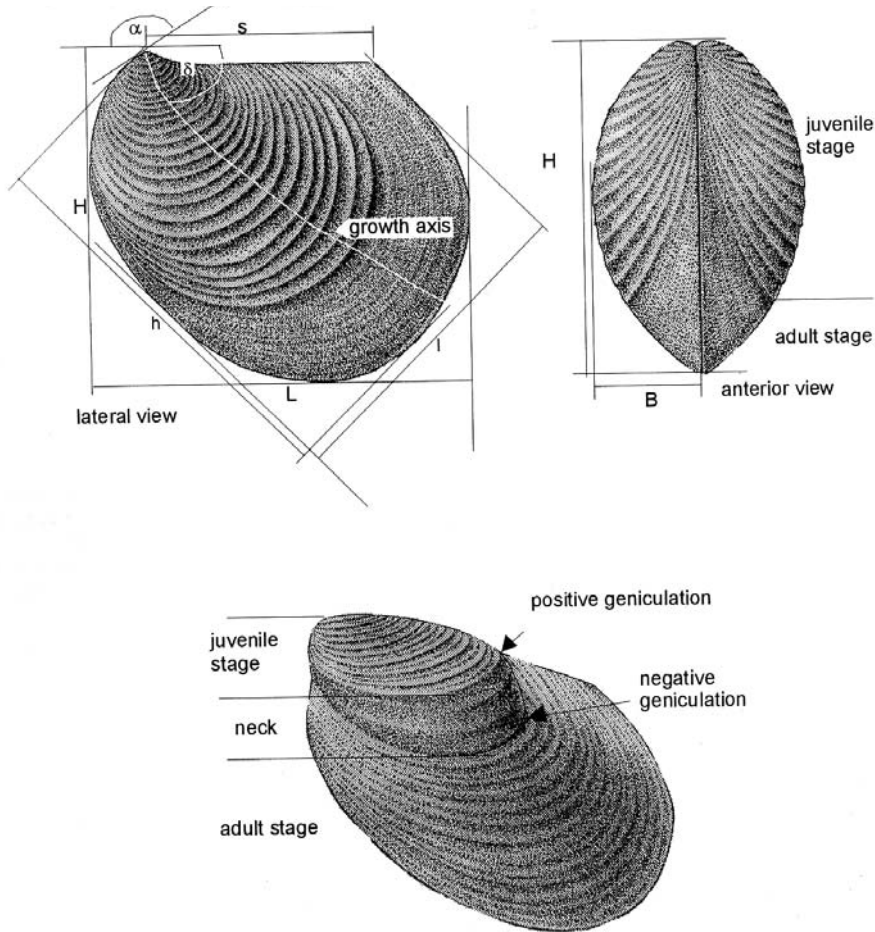 α
s
δ
H
growth axis
h
l
L
lateral view
H
juvenile
stage
adult stage
B
anterior view
positive geniculation
juvenile
stage
negative
geniculation
neck
adult stage